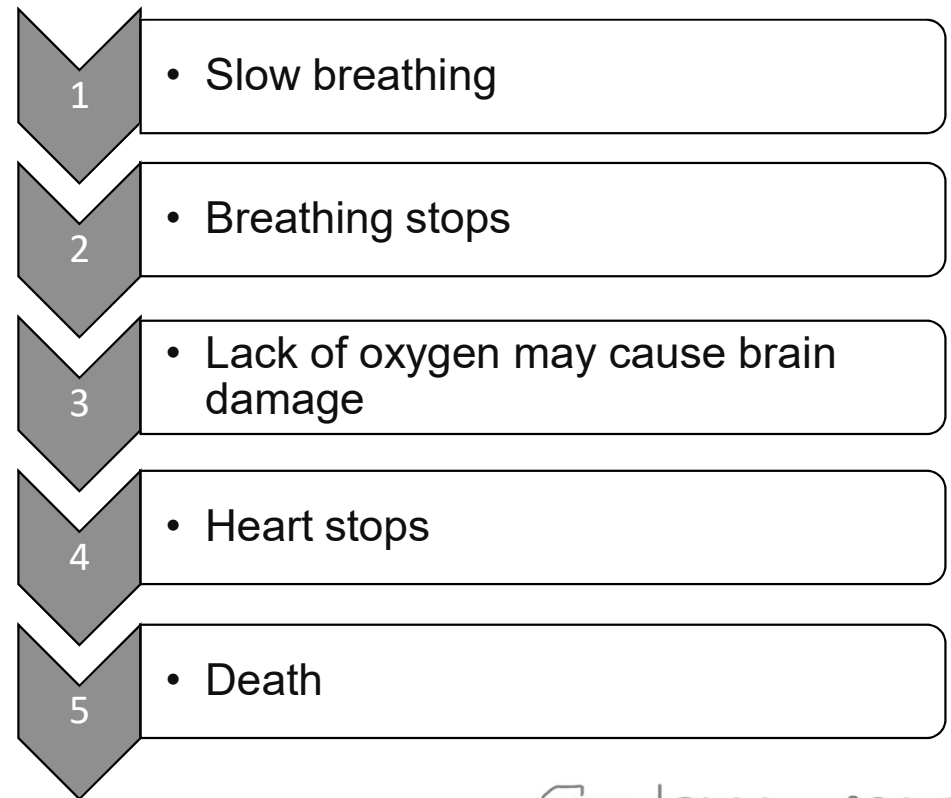 1
• Slow breathing
2
• Breathing stops
3
• Lack of oxygen may cause brain
damage
4
• Heart stops
5
• Death